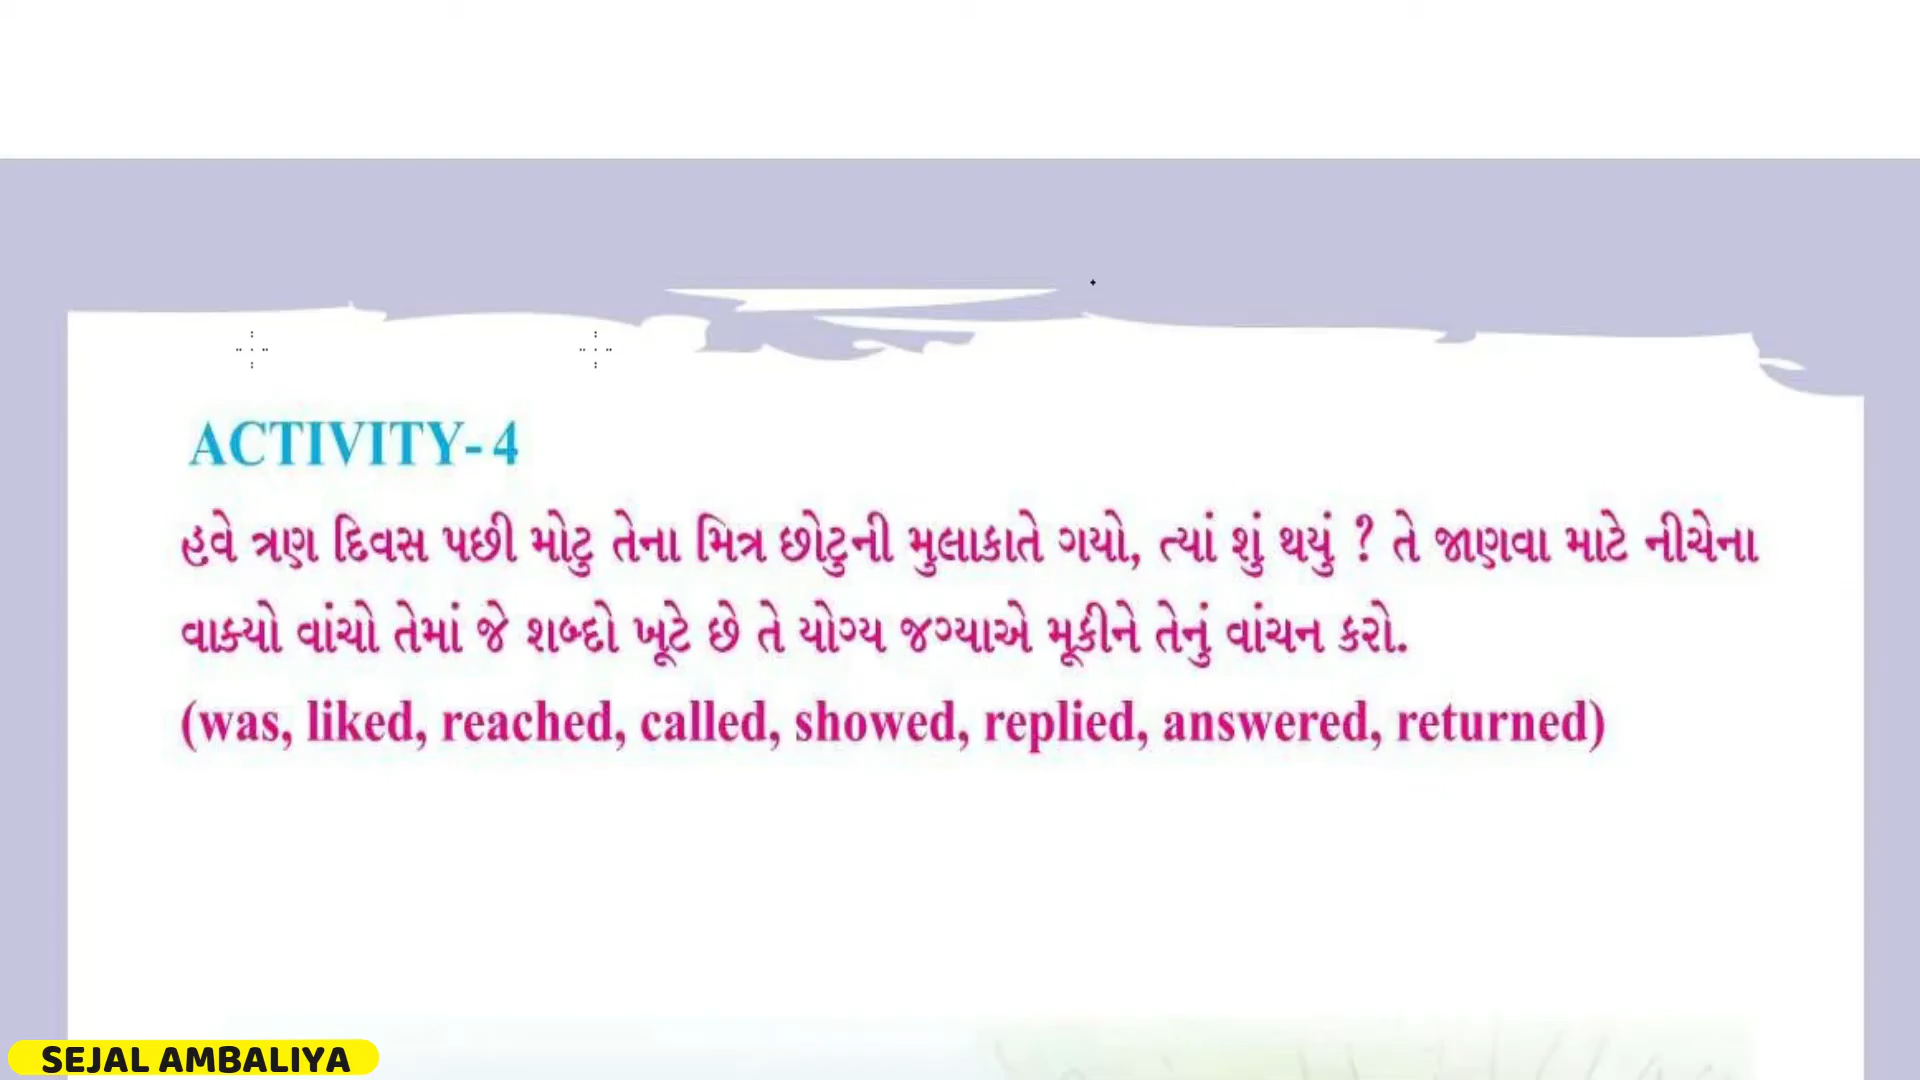 ACTIVITY- 4
હવે ત્રણ દિવસ પછી મોટુ તેના મિત્ર છોટુની મુલાકાતે ગયો, ત્યાં શું થયું ? તે જાણવા માટે નીચેના
વાક્યો વાંચો તેમાં જે શબ્દો ખૂટે છે તે યોગ્ય જગ્યાએ મૂકીને તેનું વાંચન કરો.
(was, liked, reached, called, showed, replied, answered, returned)
SEJAL AMBALIYA